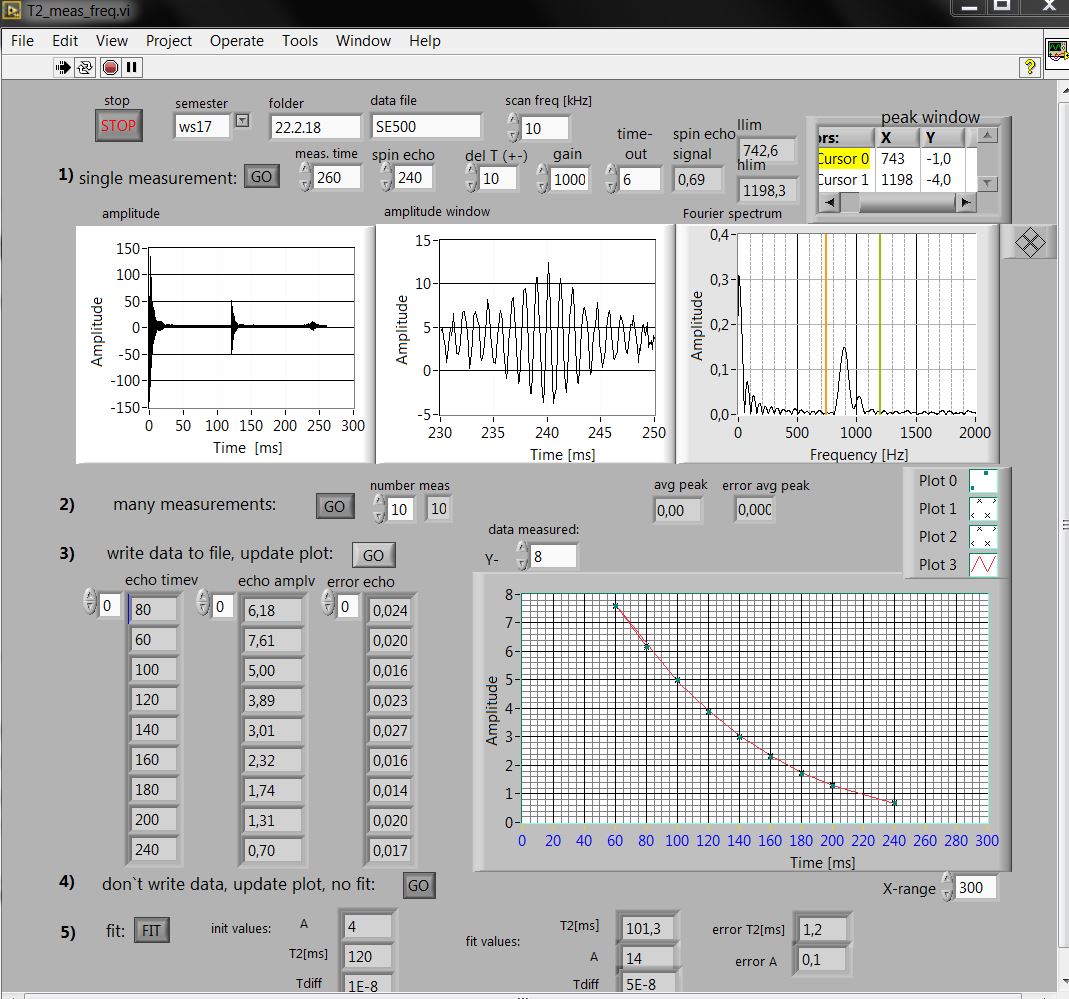 T2_meas_freq.vi
File Edit View Project Operate Tools Window Help
stop semester folder data file scan freq [kHz]
STOP ws17 22.2.18 SE500 10
meas. time spin echo del T (+-) gain time-out spin echo signal llim peak window
1) single measurement: GO 260 240 10 1000 6 0,69 742,6
hlim
1198,3
ors: X Y
Cursor 0 743 -1,0
Cursor 1 1198 -4,0
amplitude amplitude window Fourier spectrum
Amplitude
150
100
50
0
-50
-100
-150
0 50 100 150 200 250 300
Time [ms]
Amplitude
15
10
5
0
-5
230 235 240 245 250
Time [ms]
Amplitude
0,4
0,3
0,2
0,1
0,0
0 500 1000 1500 2000
Frequency [Hz]
2) many measurements: GO
number meas
10 10
avg peak error avg peak
0,00 0,000
Plot 0
Plot 1
Plot 2
Plot 3
3) write data to file, update plot: GO
data measured:
Y- 8
echo timev echo amplv error echo
0 80 0 6,18 0 0,024
60 7,61 0,020
100 5,00 0,016
120 3,89 0,023
140 3,01 0,027
160 2,32 0,016
180 1,74 0,014
200 1,31 0,020
240 0,70 0,017
Amplitude
8
7
6
5
4
3
2
1
0
0 20 40 60 80 100 120 140 160 180 200 220 240 260 280 300
Time [ms]
4) don`t write data, update plot, no fit: GO
X-range 300
5) fit: FIT
init values: A 4
T2[ms] 120
Tdiff 1E-8
fit values: T2[ms] 101,3
A 14
Tdiff 5E-8
error T2[ms] 1,2
error A 0,1